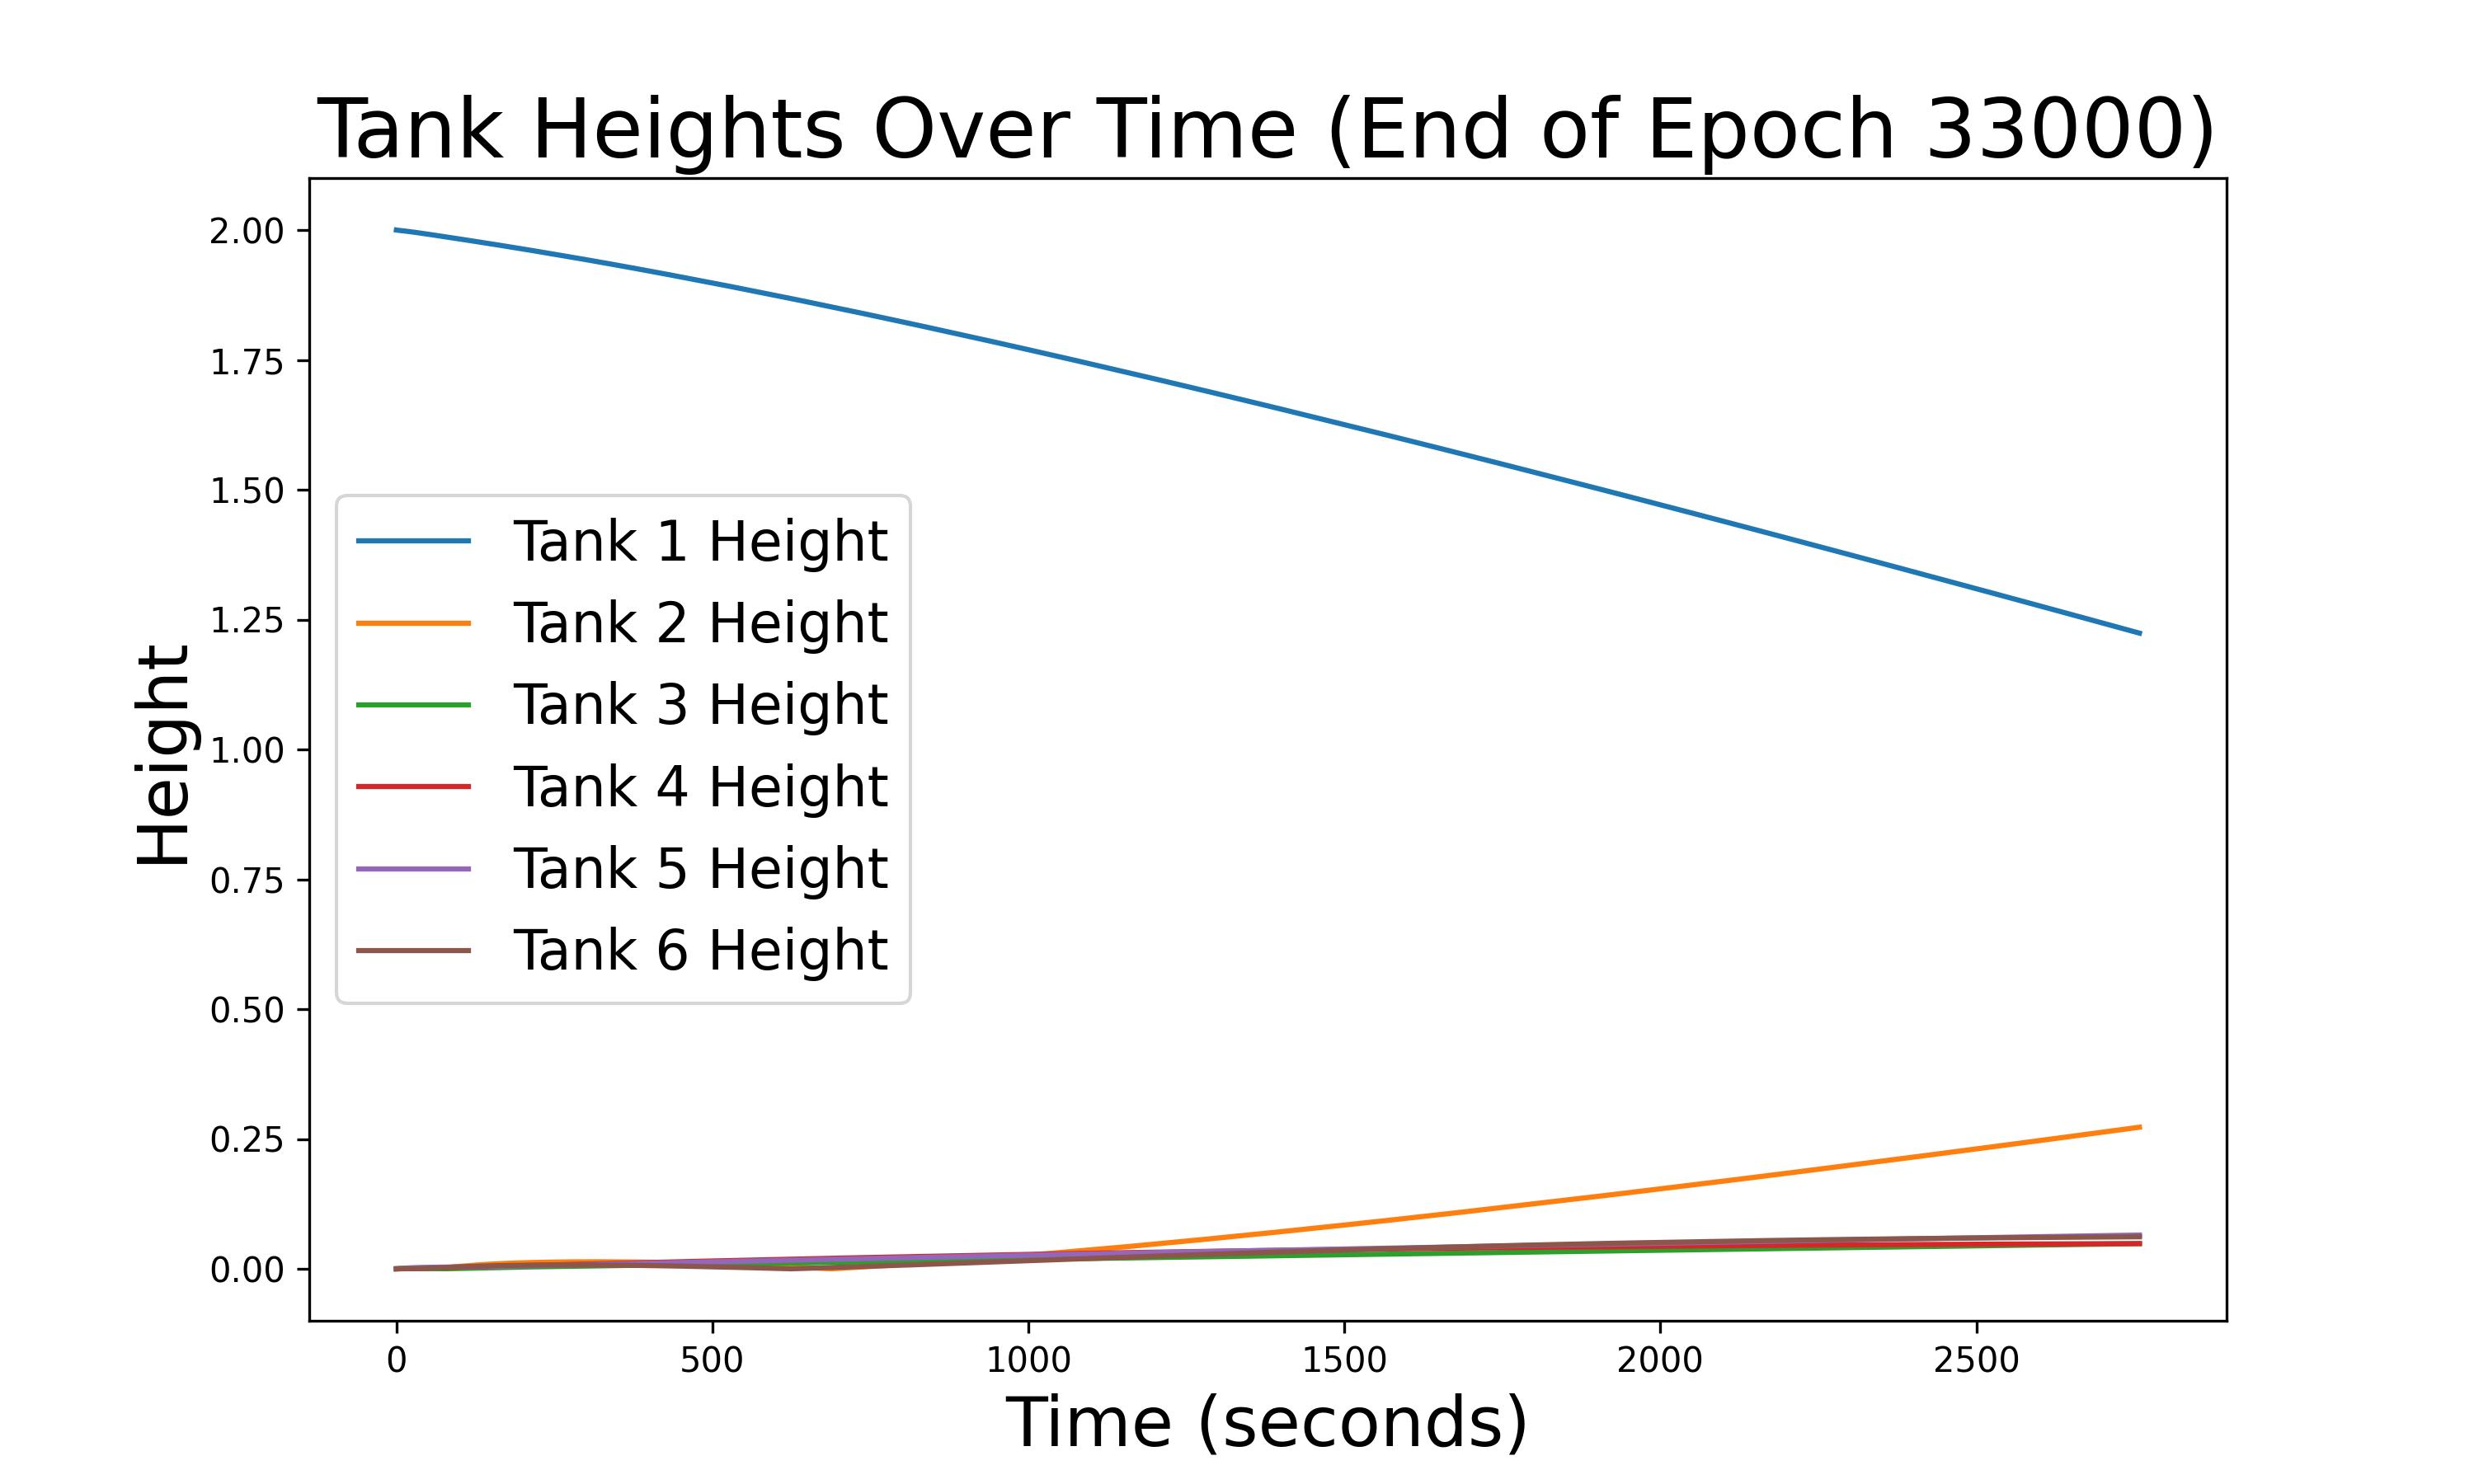 Tank Heights Over Time (End of Epoch 33000)
Height
2.00
1.75
1.50
1.25
1.00
0.75
0.50
0.25
0.00
Tank 1 Height
Tank 2 Height
Tank 3 Height
Tank 4 Height
Tank 5 Height
Tank 6 Height
0 500 1000 1500 2000 2500
Time (seconds)